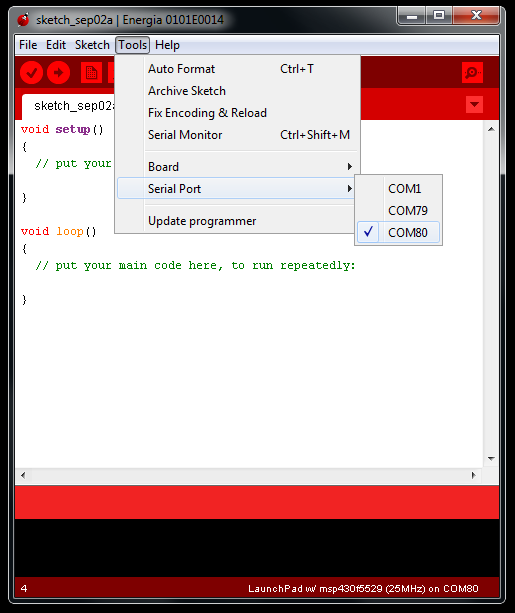 sketch_sep02a | Energia 0101E0014
File Edit Sketch Tools Help
Auto Format Ctrl+T
Archive Sketch
Fix Encoding & Reload
Serial Monitor Ctrl+Shift+M
Board
Serial Port
Update programmer
COM1
COM79
COM80
sketch_sep02a
void setup()
{
// put your
}
void loop()
{
// put your main code here, to run repeatedly:
}
4 LaunchPad w/ msp430f5529 (25MHz) on COM80